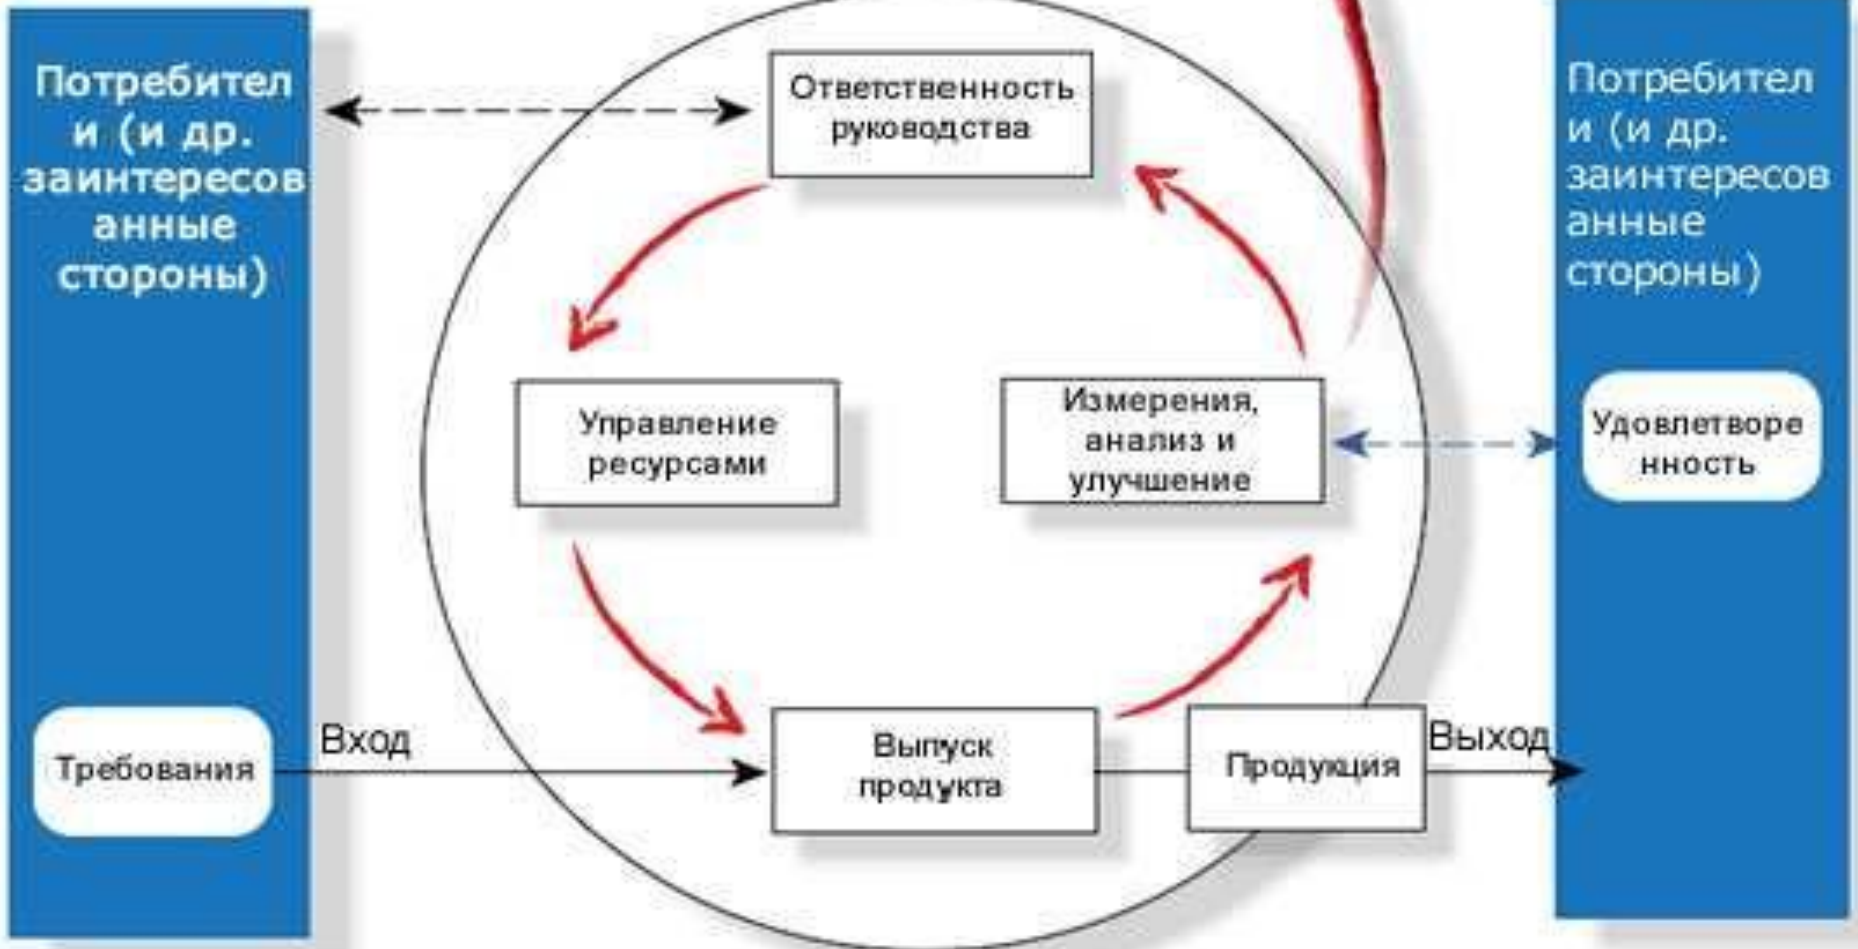 Потребител
и (и др.
заинтересов
анные
стороны)
Требования
Вход
Ответственность
руководства
Управление
ресурсами
Измерения,
анализ и
улучшение
Выпуск
продукта
Продукция
Выход
Потребител
и (и др.
заинтересов
анные
стороны)
Удовлетворе
нность